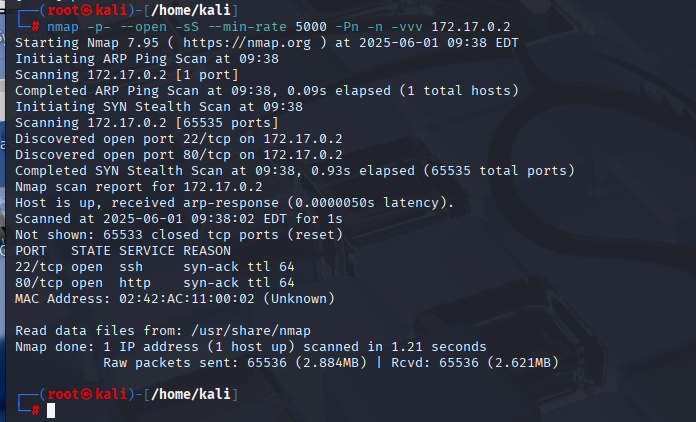 ┌──(root㉿kali)-[/home/kali]
└─# nmap -p- --open -sS --min-rate 5000 -Pn -n -vvv 172.17.0.2
Starting Nmap 7.95 ( https://nmap.org ) at 2025-06-01 09:38 EDT
Initiating ARP Ping Scan at 09:38
Scanning 172.17.0.2 [1 port]
Completed ARP Ping Scan at 09:38, 0.09s elapsed (1 total hosts)
Initiating SYN Stealth Scan at 09:38
Scanning 172.17.0.2 [65535 ports]
Discovered open port 22/tcp on 172.17.0.2
Discovered open port 80/tcp on 172.17.0.2
Completed SYN Stealth Scan at 09:38, 0.93s elapsed (65535 total ports)
Nmap scan report for 172.17.0.2
Host is up, received arp-response (0.0000050s latency).
Scanned at 2025-06-01 09:38:02 EDT for 1s
Not shown: 65533 closed tcp ports (reset)
PORT   STATE SERVICE REASON
22/tcp open  ssh     syn-ack ttl 64
80/tcp open  http    syn-ack ttl 64
MAC Address: 02:42:AC:11:00:02 (Unknown)

Read data files from: /usr/share/nmap
Nmap done: 1 IP address (1 host up) scanned in 1.21 seconds
           Raw packets sent: 65536 (2.884MB) | Rcvd: 65536 (2.621MB)

┌──(root㉿kali)-[/home/kali]
└─#